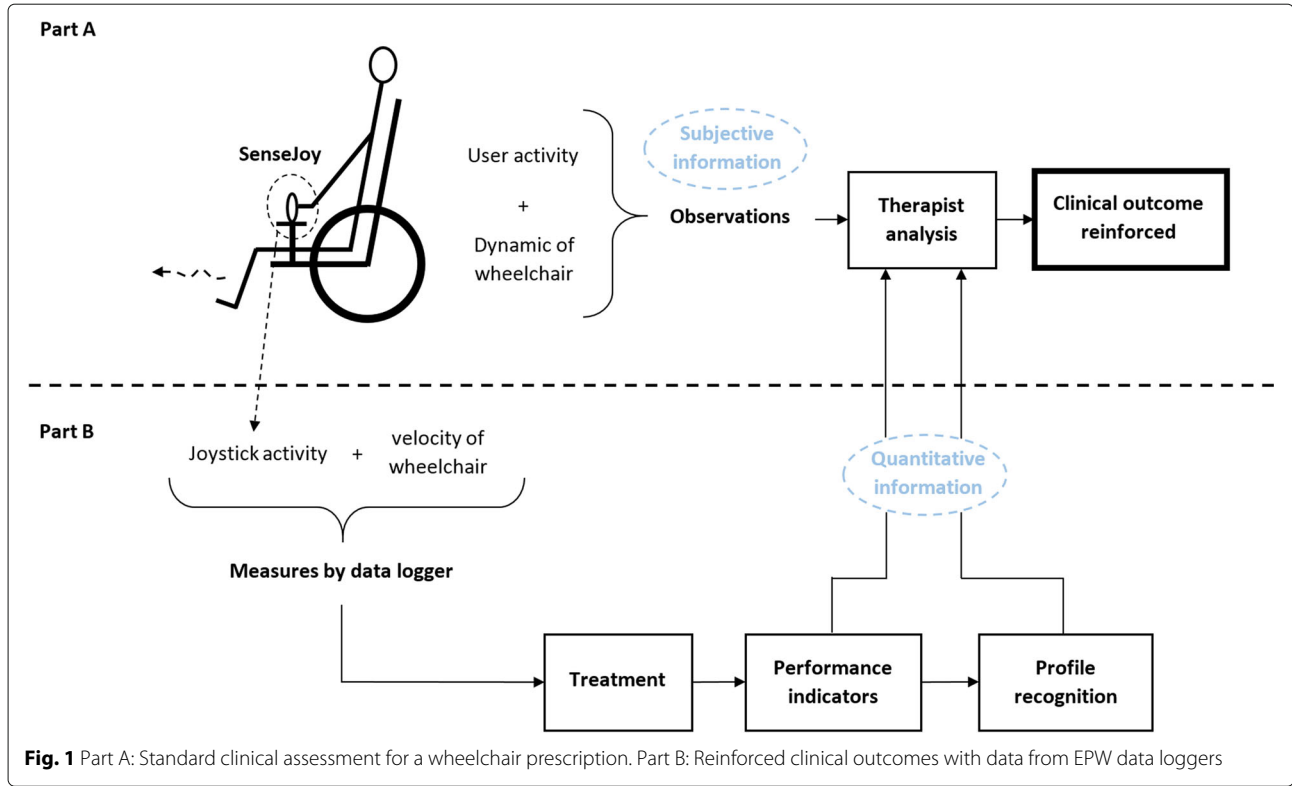 Part A
SenseJoy
User activity
+
Dynamic of
wheelchair
Subjective
information
Observations
Therapist
analysis
Clinical outcome
reinforced
Part B
Joystick activity
+
velocity of
wheelchair
Measures by data logger
Quantitative
information
Treatment
Performance
indicators
Profile
recognition
Fig. 1 Part A: Standard clinical assessment for a wheelchair prescription. Part B: Reinforced clinical outcomes with data from EPW data loggers